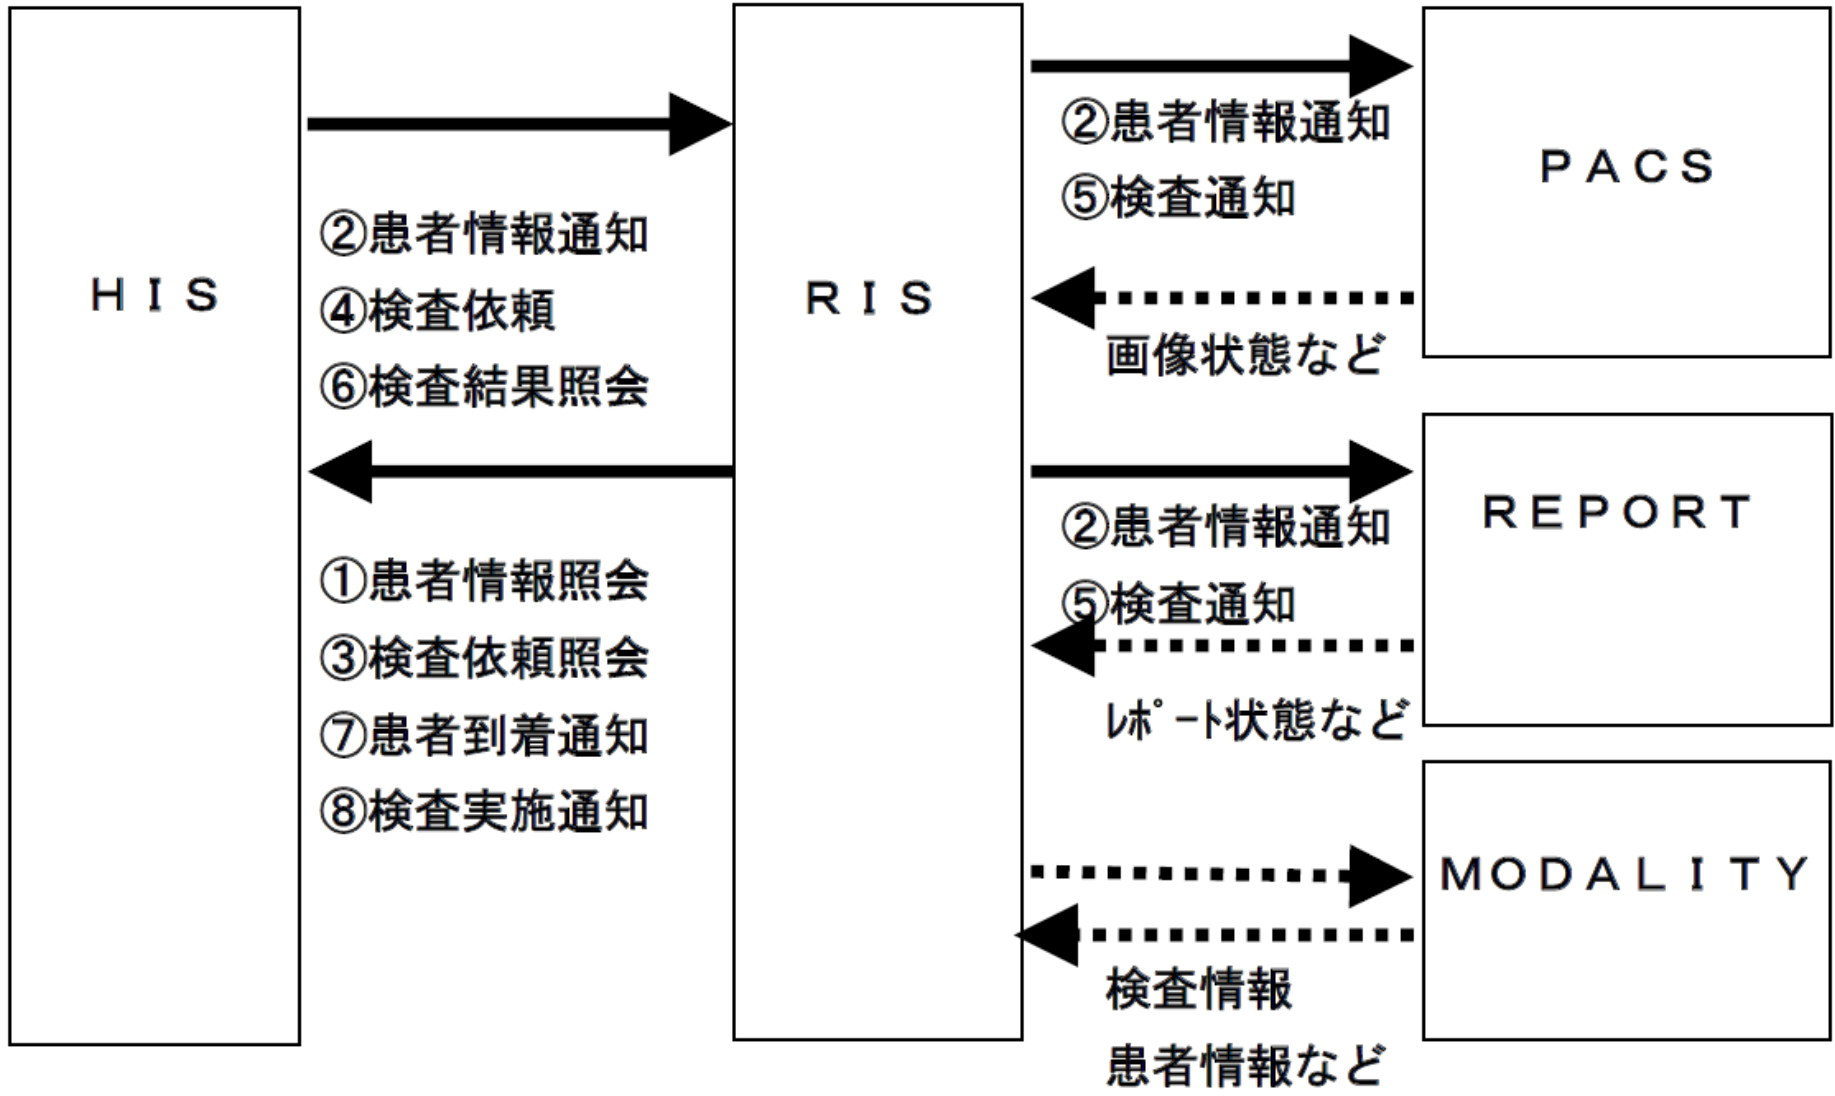 ＨＩＳ
②患者情報通知
④検査依頼
⑥検査結果照会
①患者情報照会
③検査依頼照会
⑦患者到着通知
⑧検査実施通知
ＲＩＳ
②患者情報通知
⑤検査通知
画像状態など
②患者情報通知
⑤検査通知
ﾚﾎﾟｰﾄ状態など
検査情報
患者情報など
ＰＡＣＳ
ＲＥＰＯＲＴ
ＭＯＤＡＬＩＴＹ